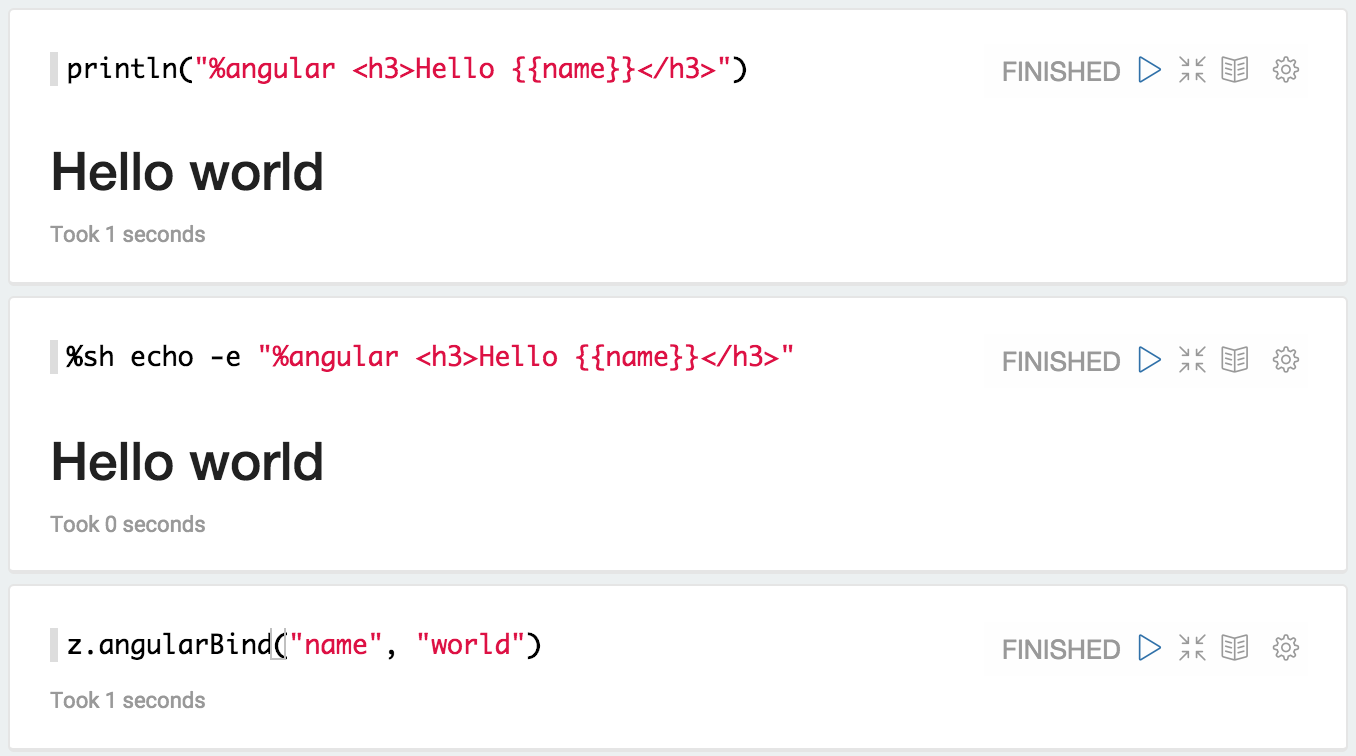 println("%angular <h3>Hello {{name}}</h3>")
FINISHED
Hello world
Took 1 seconds
%sh echo -e "%angular <h3>Hello {{name}}</h3>"
FINISHED
Hello world
Took 0 seconds
z.angularBind("name", "world")
FINISHED
Took 1 seconds